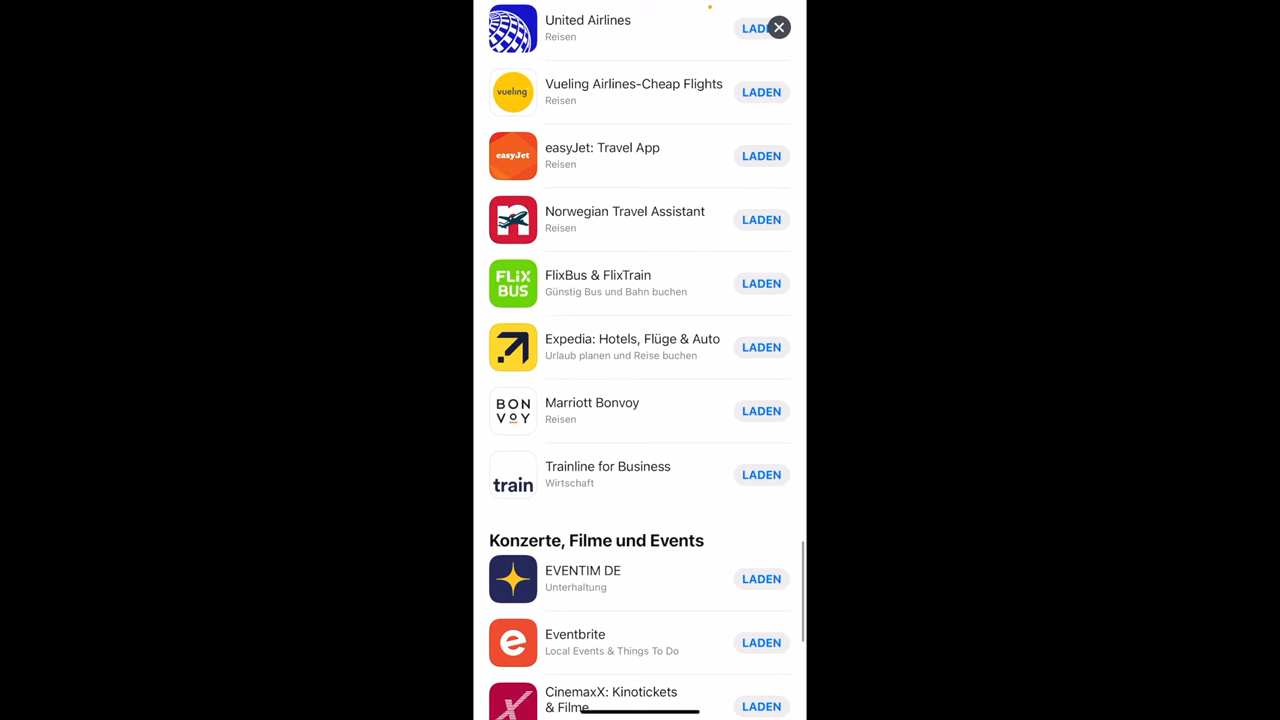 United Airlines
Reisen
LAD
vueling
Vueling Airlines-Cheap Flights
Reisen
LADEN
easyJet
easyJet: Travel App
Reisen
LADEN
n
Norwegian Travel Assistant
Reisen
LADEN
FLiX
BUS
FlixBus & FlixTrain
Günstig Bus und Bahn buchen
LADEN
Expedia: Hotels, Flüge & Auto
Urlaub planen und Reise buchen
LADEN
BON
VOY
Marriott Bonvoy
Reisen
LADEN
train
Trainline for Business
Wirtschaft
LADEN
Konzerte, Filme und Events
EVENTIM DE
Unterhaltung
LADEN
e
Eventbrite
Local Events & Things To Do
LADEN
X
CinemaxX: Kinotickets
& Filme
LADEN